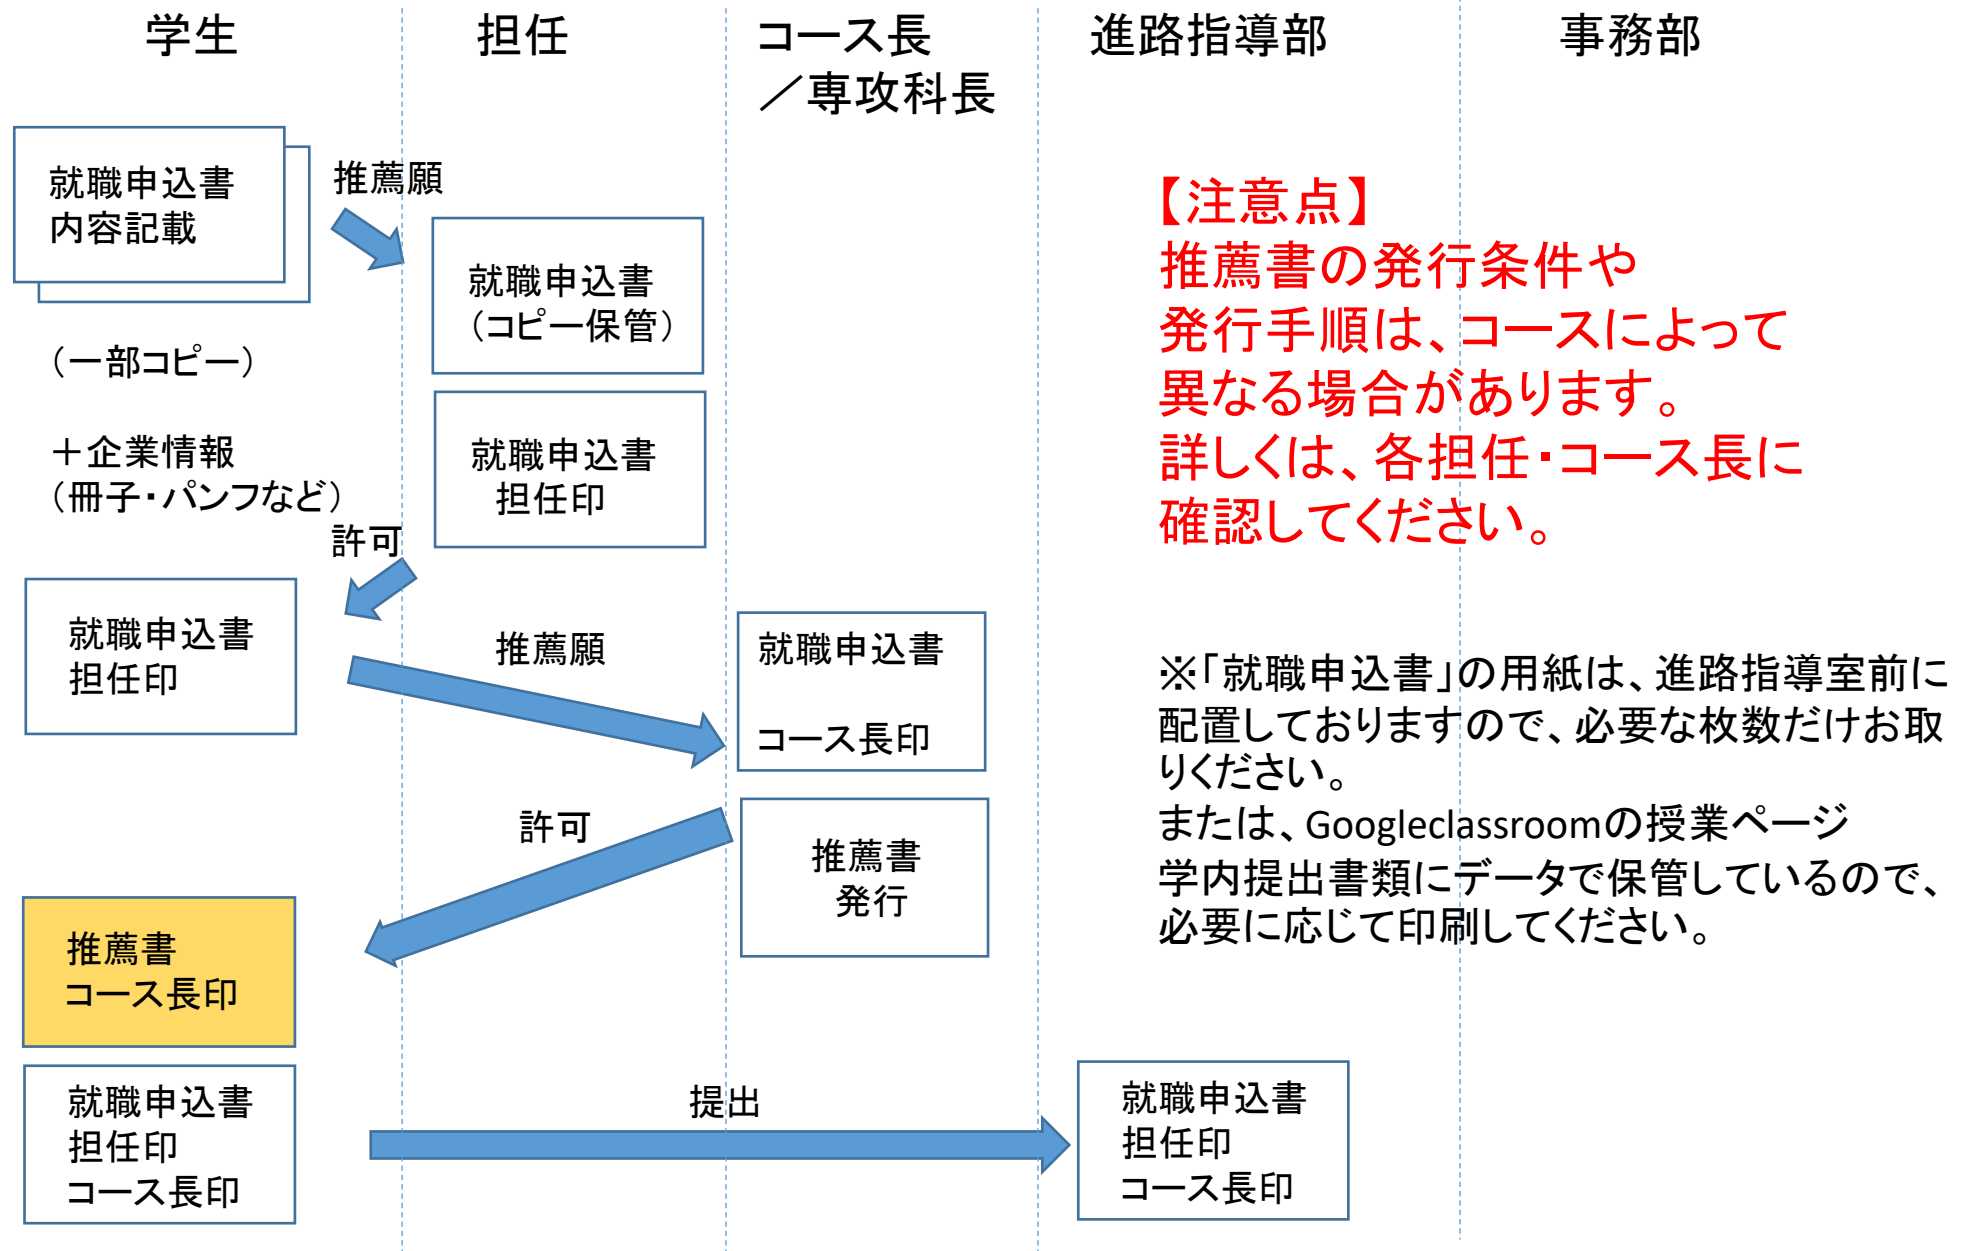 学生
担任
コース長
／専攻科長
進路指導部
事務部
就職申込書
内容記載
推薦願
就職申込書
（コピー保管）
（一部コピー）
＋企業情報
（冊子・パンフなど）
就職申込書
担任印
許可
就職申込書
担任印
推薦願
就職申込書
コース長印
許可
推薦書
発行
推薦書
コース長印
就職申込書
担任印
コース長印
提出
就職申込書
担任印
コース長印
【注意点】
推薦書の発行条件や
発行手順は、コースによって
異なる場合があります。
詳しくは、各担任・コース長に
確認してください。
※「就職申込書」の用紙は、進路指導室前に
配置しておりますので、必要な枚数だけお取
りください。
または、Googleclassroomの授業ページ
学内提出書類にデータで保管しているので、
必要に応じて印刷してください。